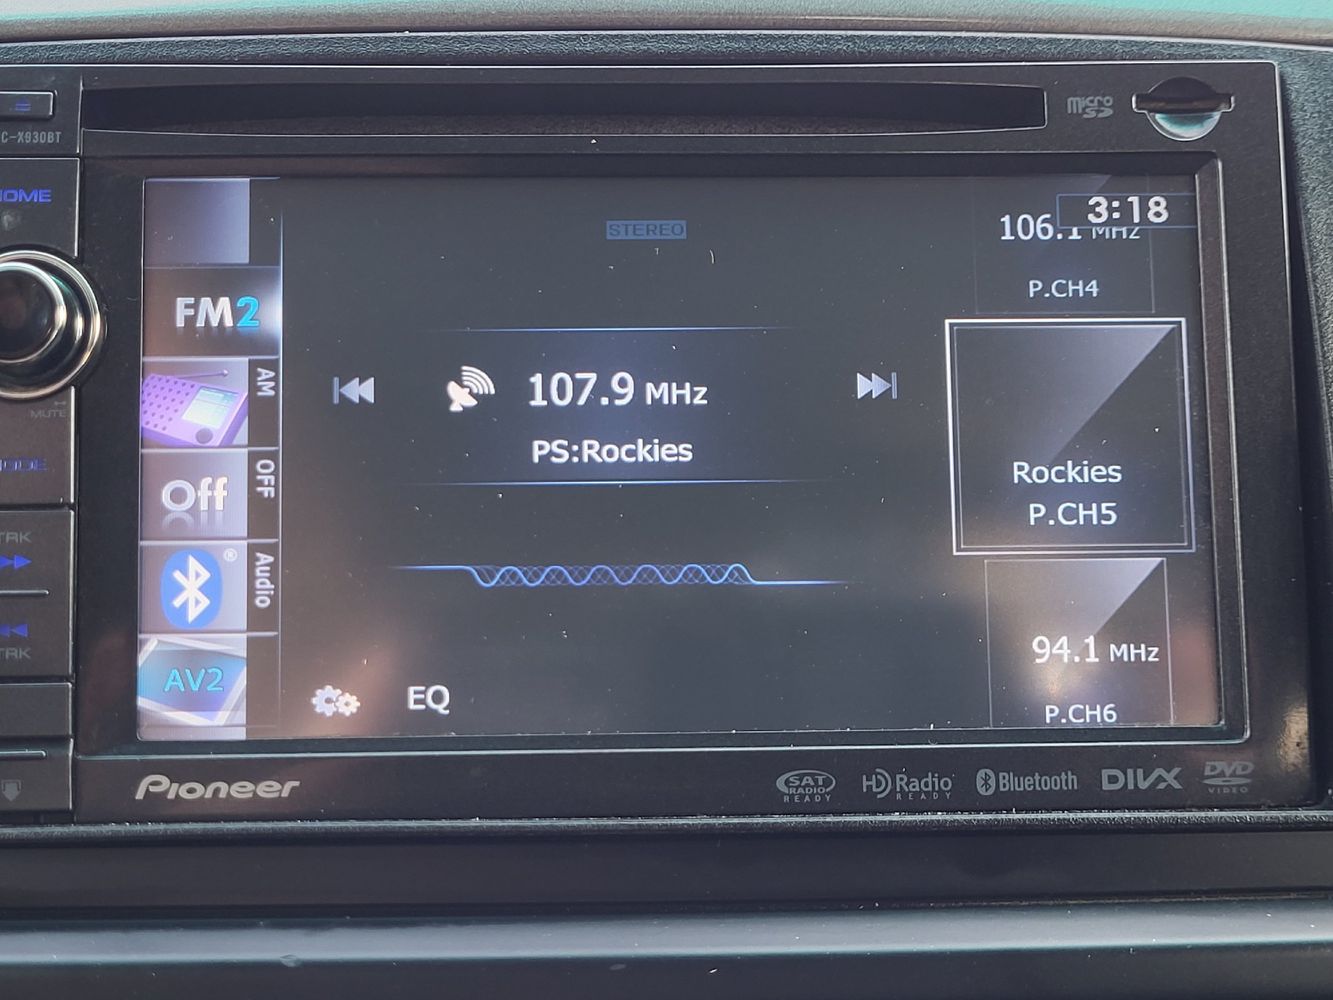 micro SD
C-X930BT
HOME
MUTE
MODE
TRK
TRK
FM2
AM
OFF
Off
Audio
®
AV2
STEREO
107.9 MHz
PS:Rockies
EQ
3:18
106.1 MHz
P.CH4
Rockies
P.CH5
94.1 MHz
P.CH6
Pioneer
SAT RADIO READY
HD Radio READY
Bluetooth
DIVX
DVD VIDEO